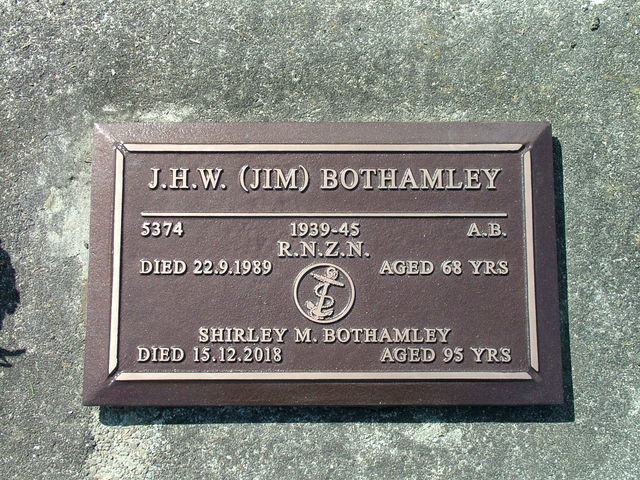 J.H.W. (JIM) BOTHAMLEY
5374 1939-45 A.B.
R.N.Z.N.
DIED 22.9.1989 AGED 68 YRS
SHIRLEY M. BOTHAMLEY
DIED 15.12.2018 AGED 95 YRS